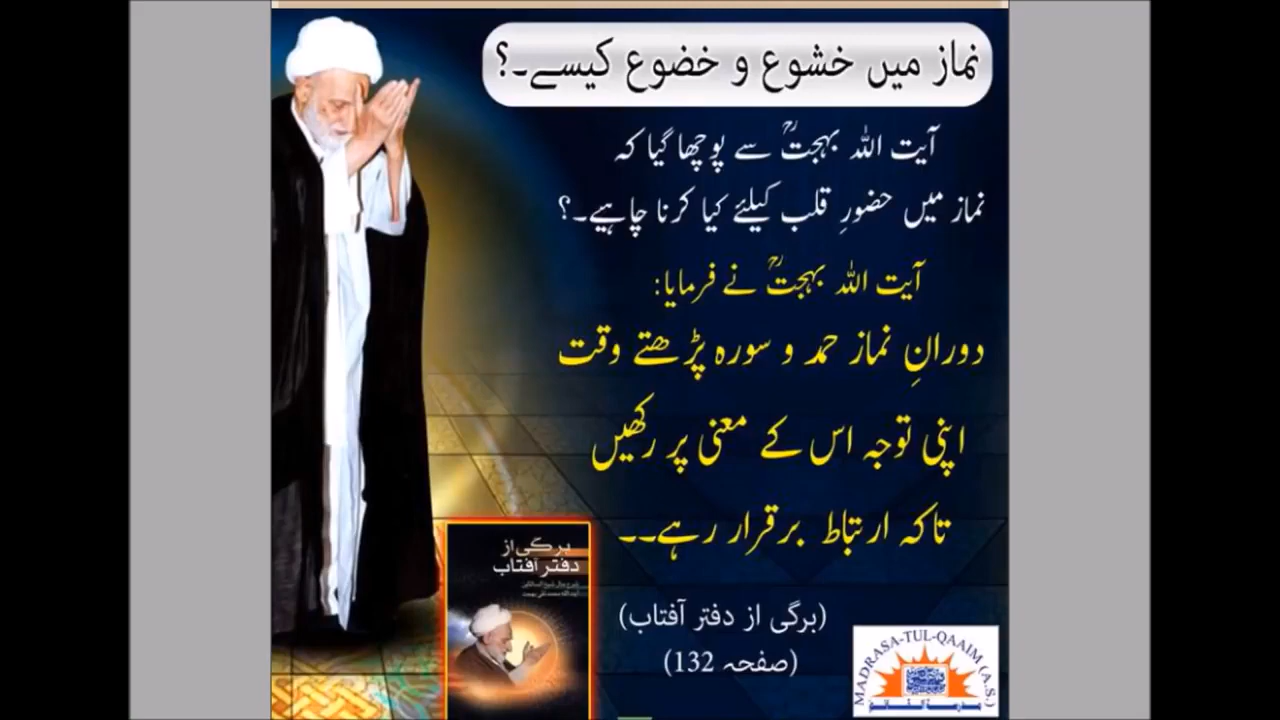 نماز میں خشوع و خضوع کیسے۔؟
آیت اللہ بہجتؒ سے پوچھا گیا کہ
نماز میں حضورِ قلب کیلئے کیا کرنا چاہیے۔؟
آیت اللہ بہجتؒ نے فرمایا:
دورانِ نماز حمد و سورہ پڑھتے وقت
اپنی توجہ اس کے معنی پر رکھیں
تاکہ ارتباط برقرار رہے۔۔
برگی از
دفتر آفتاب
(برگی از دفتر آفتاب)
(صفحہ 132)
MADRASA-TUL-QAAIM (A.S.)
مدرسة القائم